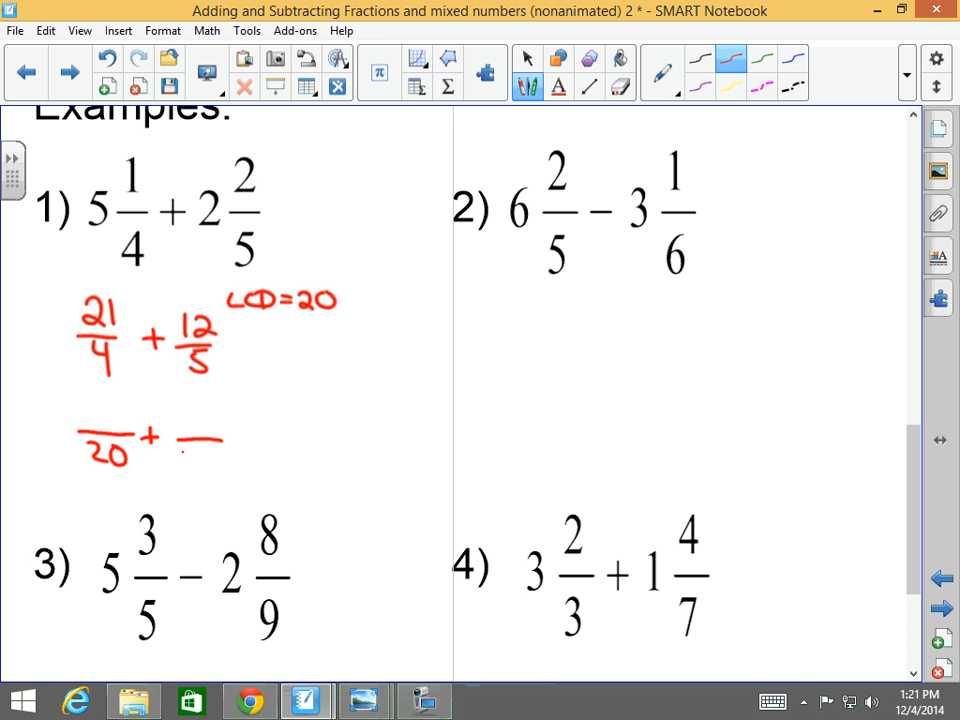 Adding and Subtracting Fractions and mixed numbers (nonanimated) 2 * - SMART Notebook
File Edit View Insert Format Math Tools Add-ons Help
Examples:
1) 5 1/4 + 2 2/5
2) 6 2/5 − 3 1/6
LCD = 20
21/4 + 12/5
__/20 + __
3) 5 3/5 − 2 8/9
4) 3 2/3 + 1 4/7
1:21 PM
12/4/2014